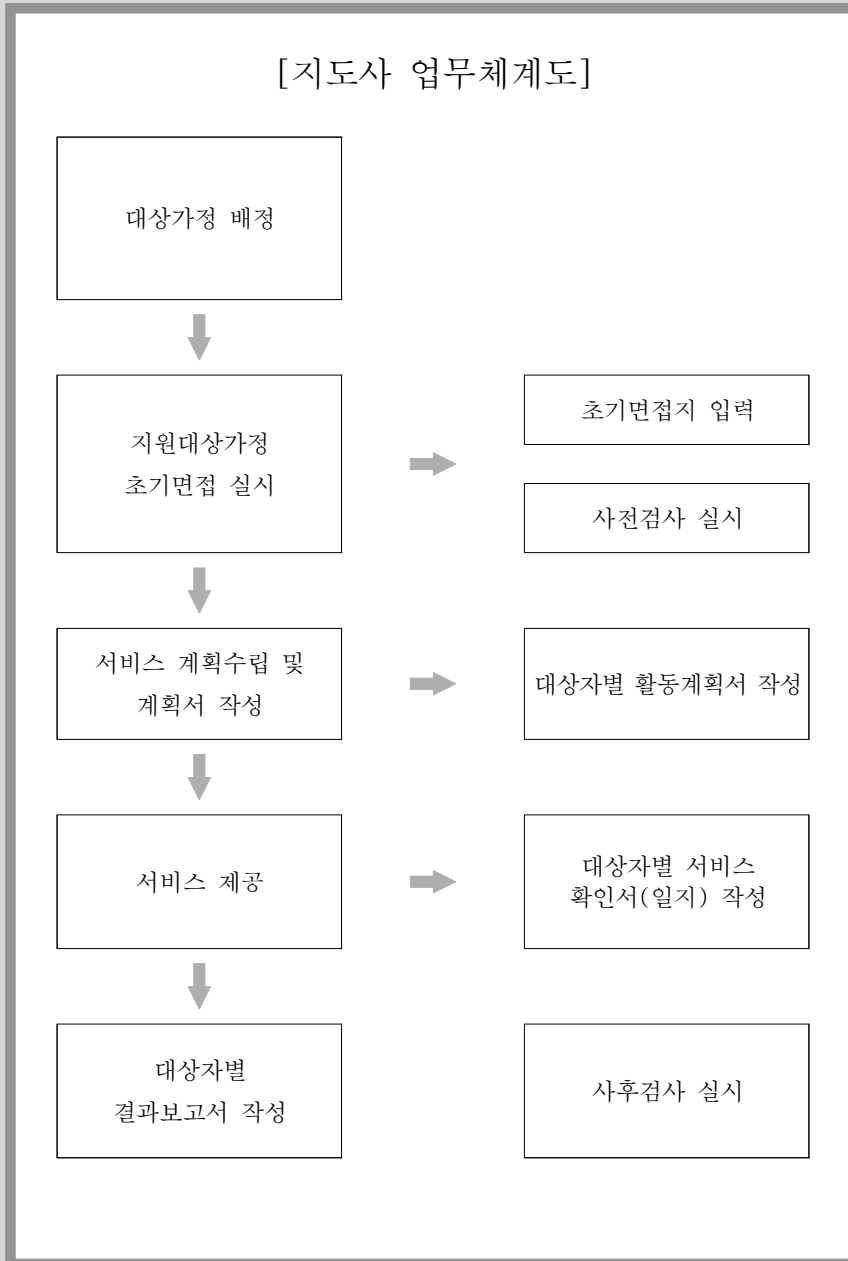 [지도사 업무체계도]
대상가정 배정
지원대상가정
초기면접 실시
초기면접지 입력
사전검사 실시
서비스 계획수립 및
계획서 작성
대상자별 활동계획서 작성
서비스 제공
대상자별 서비스
확인서(일지) 작성
대상자별
결과보고서 작성
사후검사 실시